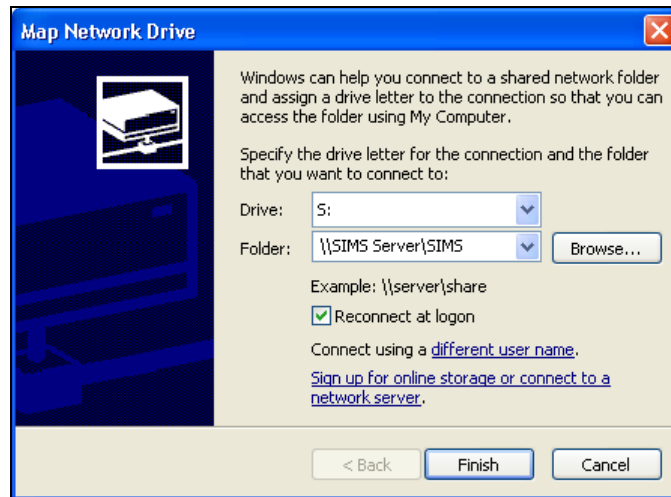 Map Network Drive
Windows can help you connect to a shared network folder
and assign a drive letter to the connection so that you can
access the folder using My Computer.
Specify the drive letter for the connection and the folder
that you want to connect to:
Drive: S:
Folder: \\SIMS Server\SIMS Browse...
Example: \\server\share
Reconnect at logon
Connect using a different user name.
Sign up for online storage or connect to a
network server.
< Back Finish Cancel